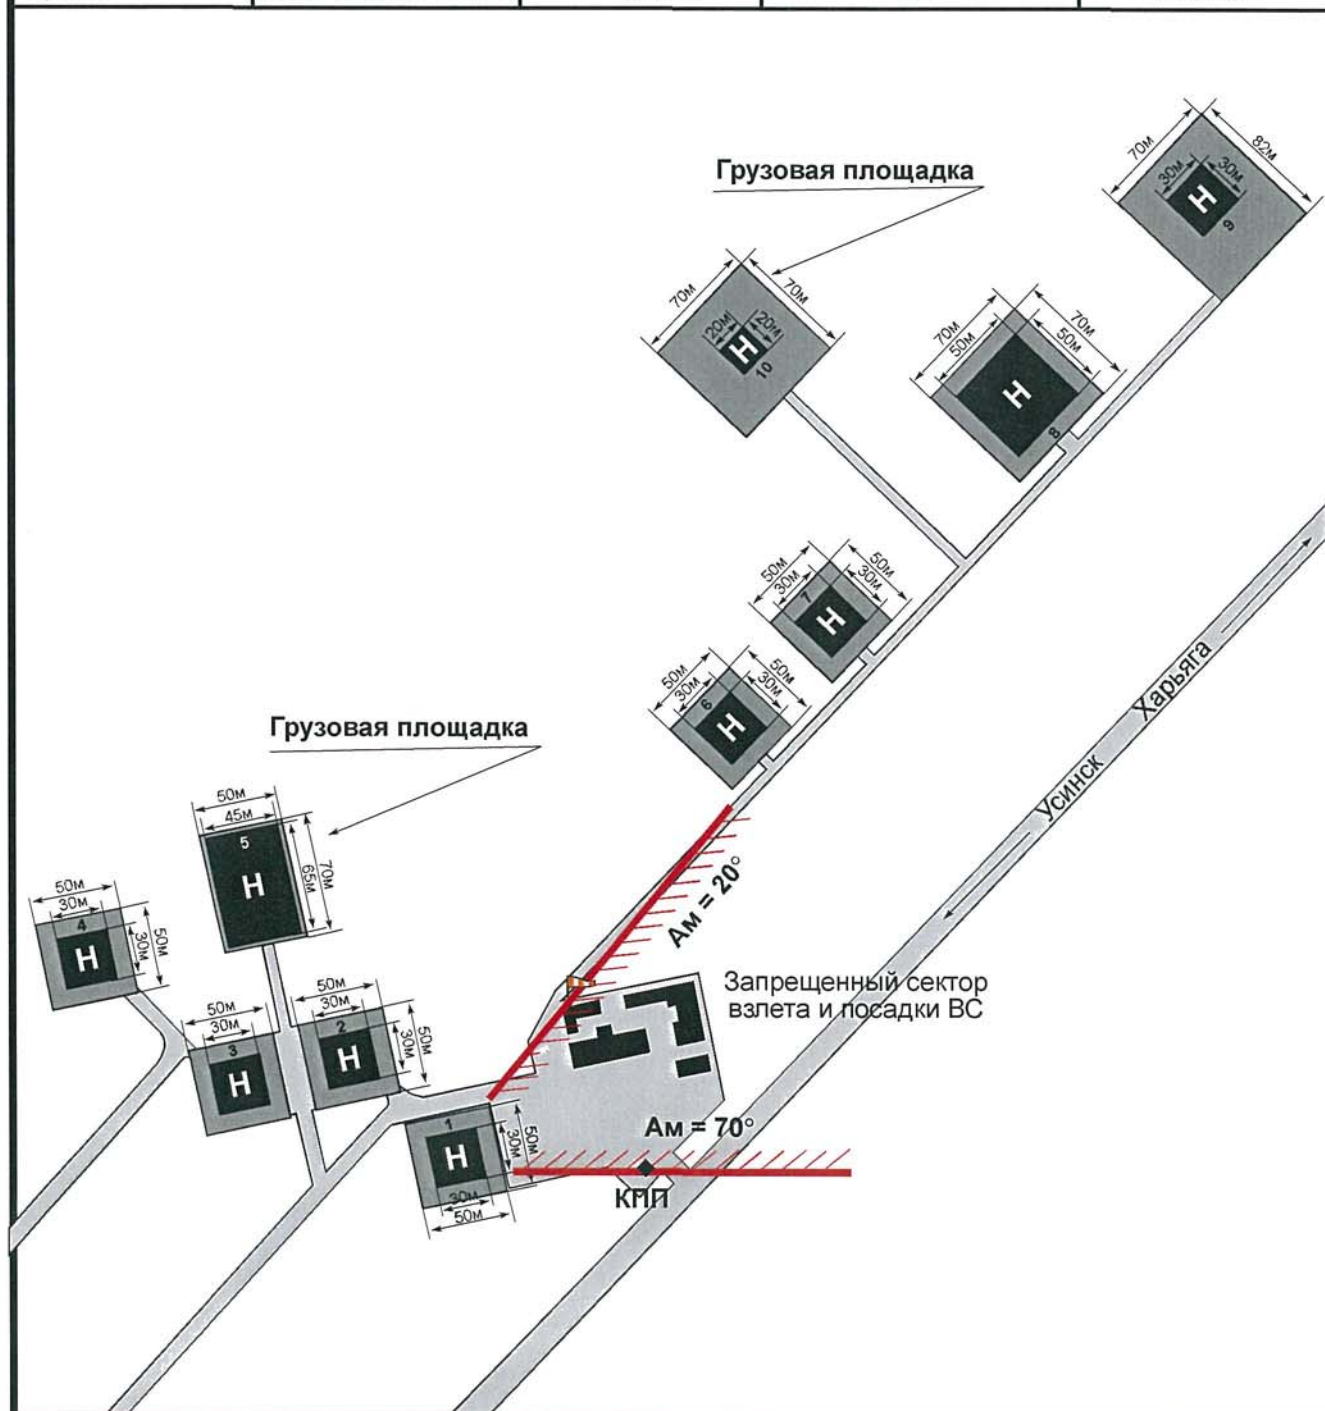 Грузовая площадка
70м
82м
30м
30м
Н
9
70м
70м
20м
20м
Н
10
70м
70м
50м
50м
Н
8
50м
50м
30м
30м
7
Н
50м
50м
30м
30м
6
Н
Харьяга
Усинск
Грузовая площадка
50м
45м
5
Н
70м
65м
50м
30м
4
Н
30м
50м
50м
30м
3
Н
50м
30м
2
Н
30м
50м
Ам = 20°
Запрещенный сектор
взлета и посадки ВС
1
Н
30м
50м
30м
50м
Ам = 70°
КПП